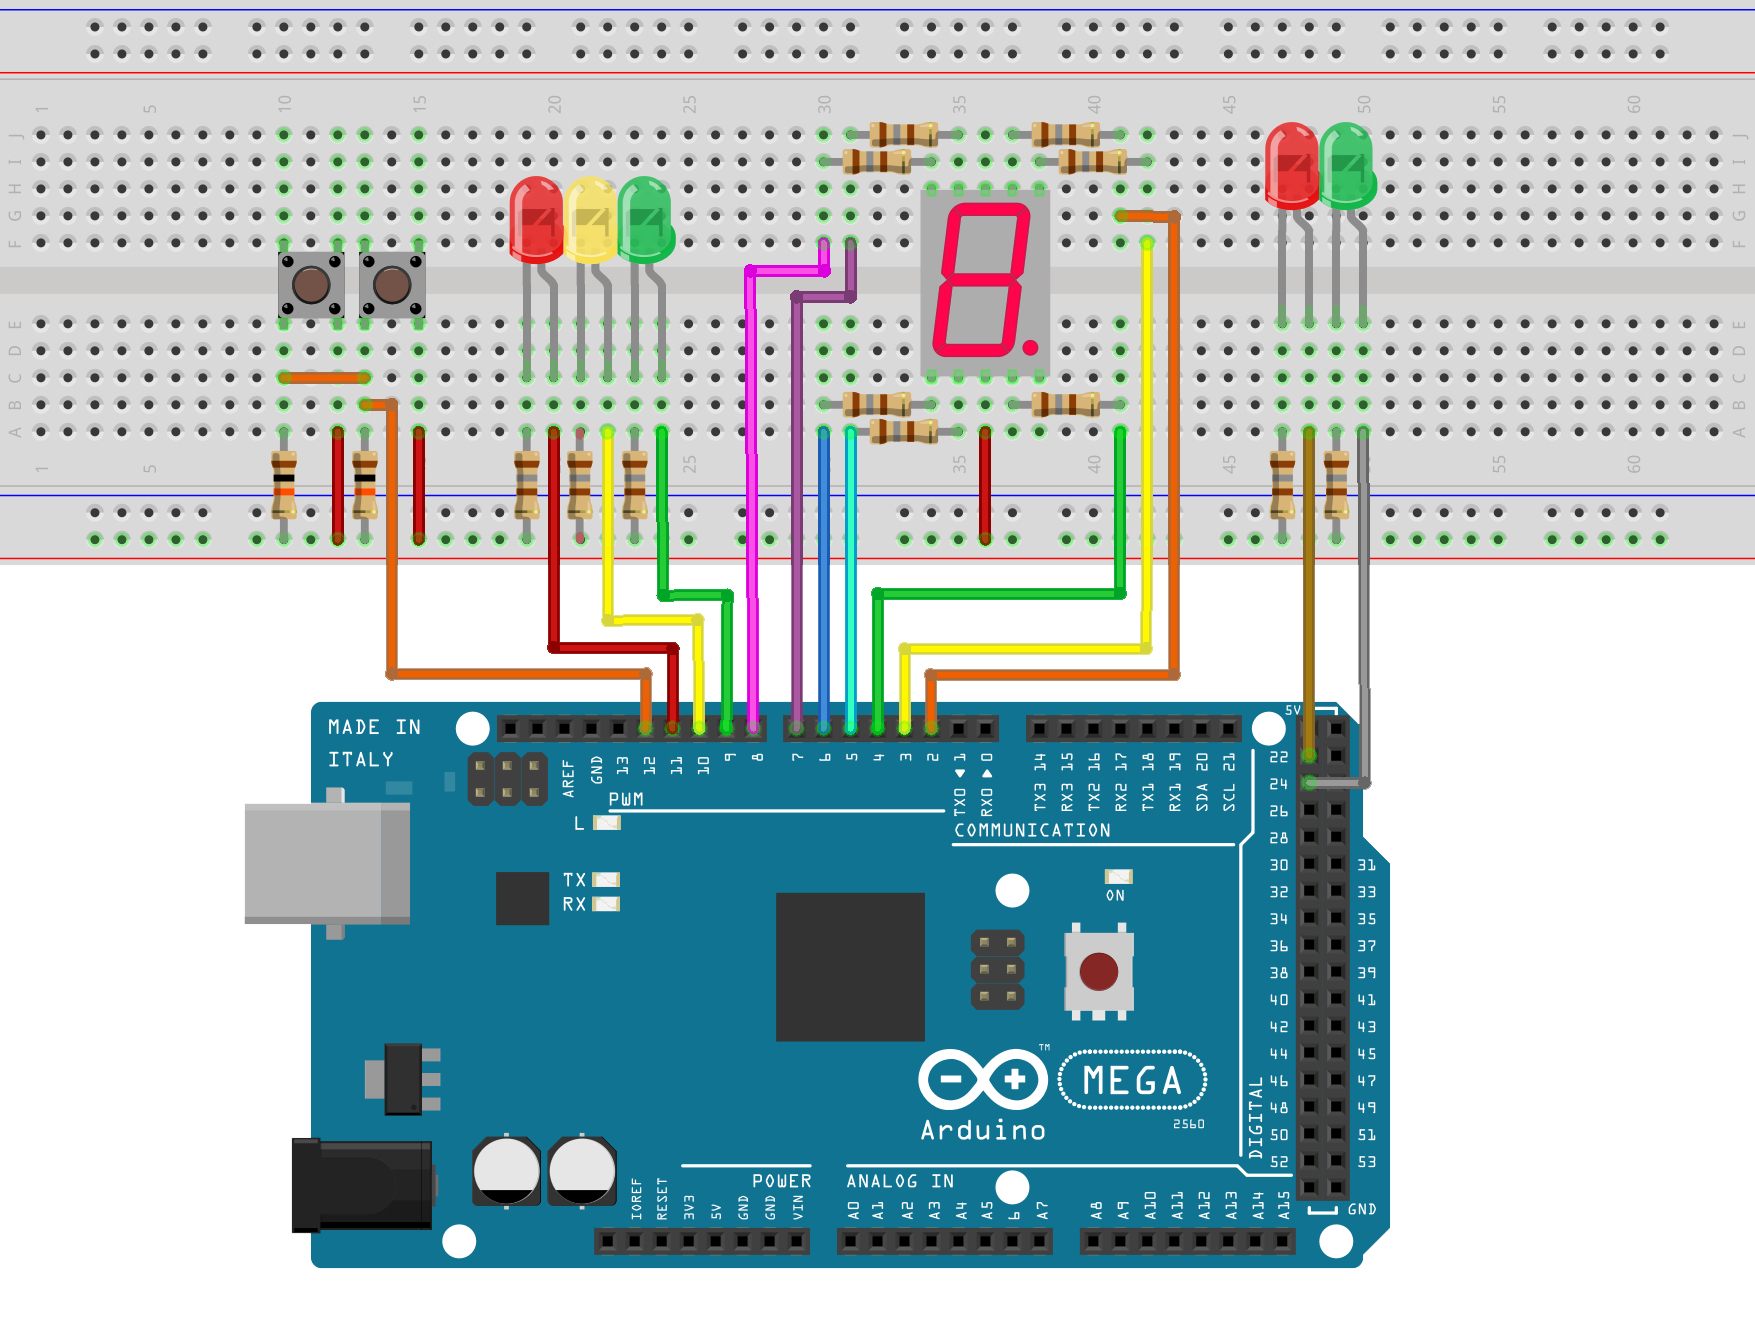 1 5 10 15 20 25 30 35 40 45 50 55 60
J J
I I
H H
G G
F F
E E
D D
C C
B B
A A
1 5 25 35 40 45 50 55 60
MADE IN
ITALY
AREF GND 13 12 11 10 9 8 7 6 5 4 3 2 TX0 1 RX0 0
TX3 14 RX3 15 TX2 16 RX2 17 TX1 18 RX1 19 SDA 20 SCL 21
PWM
COMMUNICATION
L
TX
RX
ON
5V
22
24
26
28
30 31
32 33
34 35
36 37
38 39
40 41
42 43
44 45
46 47
48 49
50 51
52 53
DIGITAL
GND
TM
MEGA
Arduino
2560
POWER
ANALOG IN
IOREF RESET 3V3 5V GND GND VIN
A0 A1 A2 A3 A4 A5 6 A7
A8 A9 A10 A11 A12 A13 A14 A15